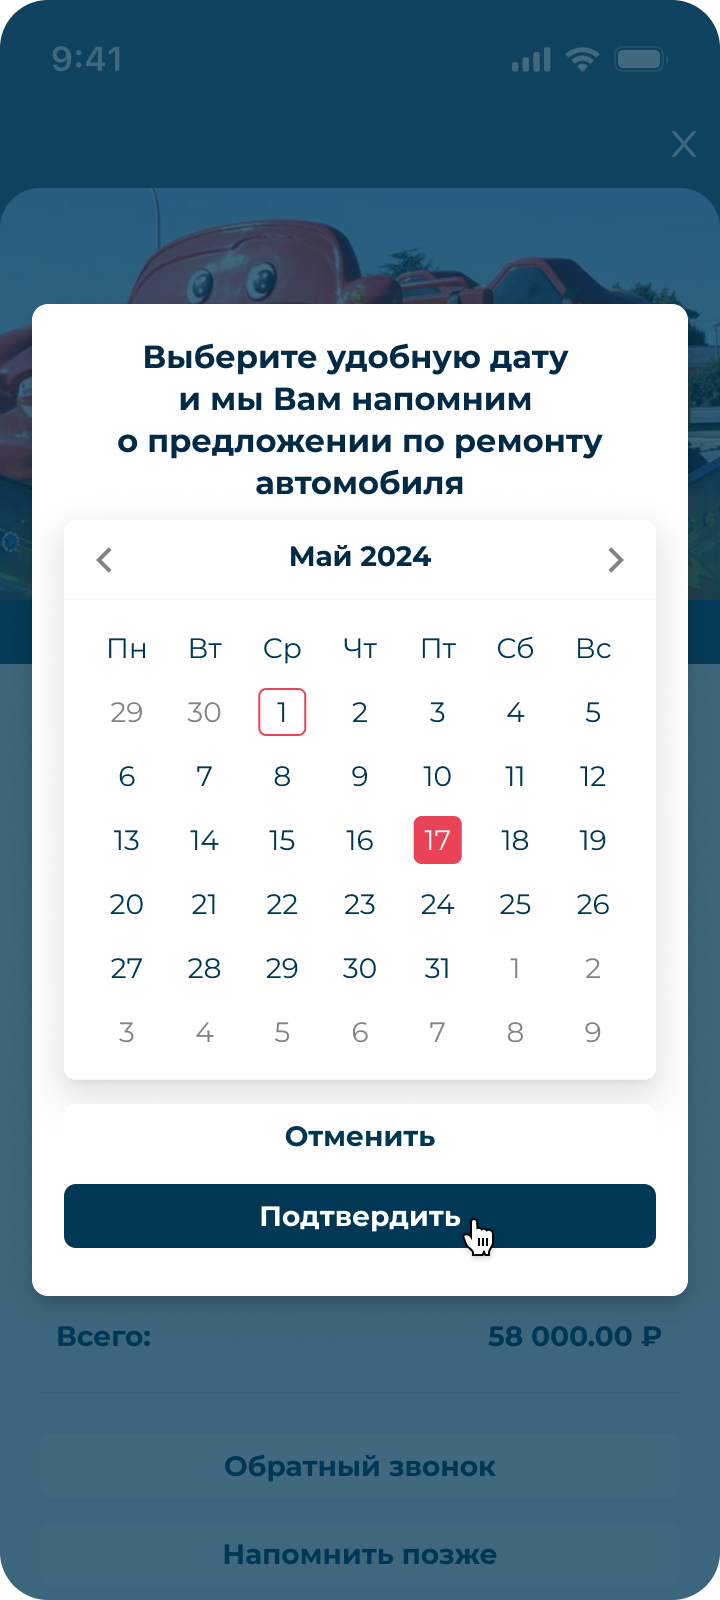 9:41
X
Выберите удобную дату
и мы Вам напомним
о предложении по ремонту
автомобиля
Май 2024
Пн Вт Ср Чт Пт Сб Вс
29 30 1 2 3 4 5
6 7 8 9 10 11 12
13 14 15 16 17 18 19
20 21 22 23 24 25 26
27 28 29 30 31 1 2
3 4 5 6 7 8 9
Отменить
Подтвердить
Всего: 58 000.00 ₽
Обратный звонок
Напомнить позже